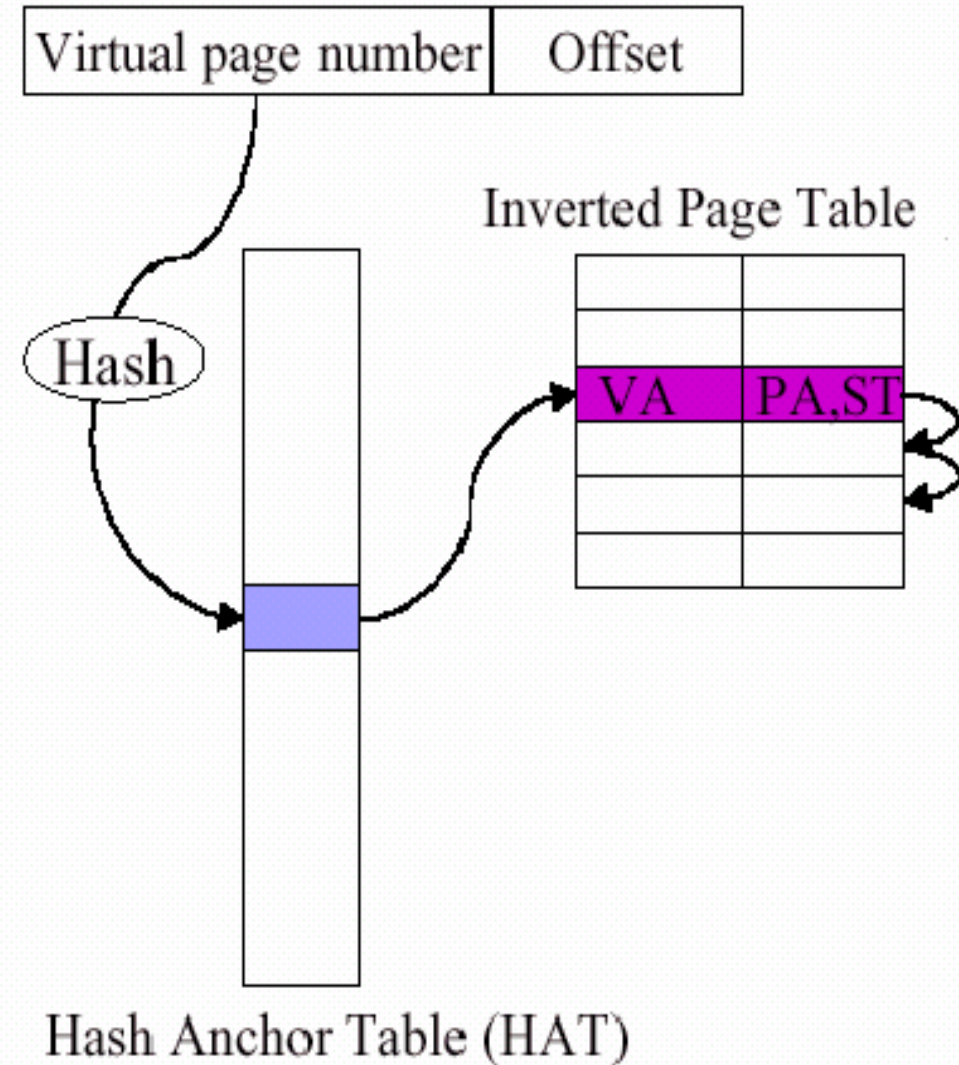 Virtual page number Offset
Inverted Page Table
Hash
VA PA,ST
Hash Anchor Table (HAT)